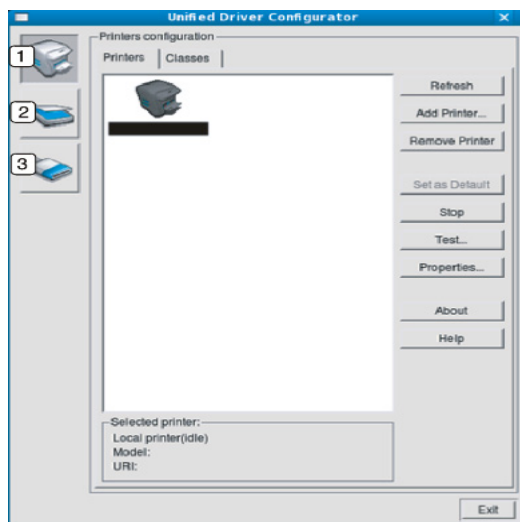 Unified Driver Configurator
1
2
3
Printers configuration
Printers
Classes
Refresh
Add Printer...
Remove Printer
Set as Default
Stop
Test...
Properties...
About
Help
Selected printer:
Local printer(idle)
Model:
URI:
Exit